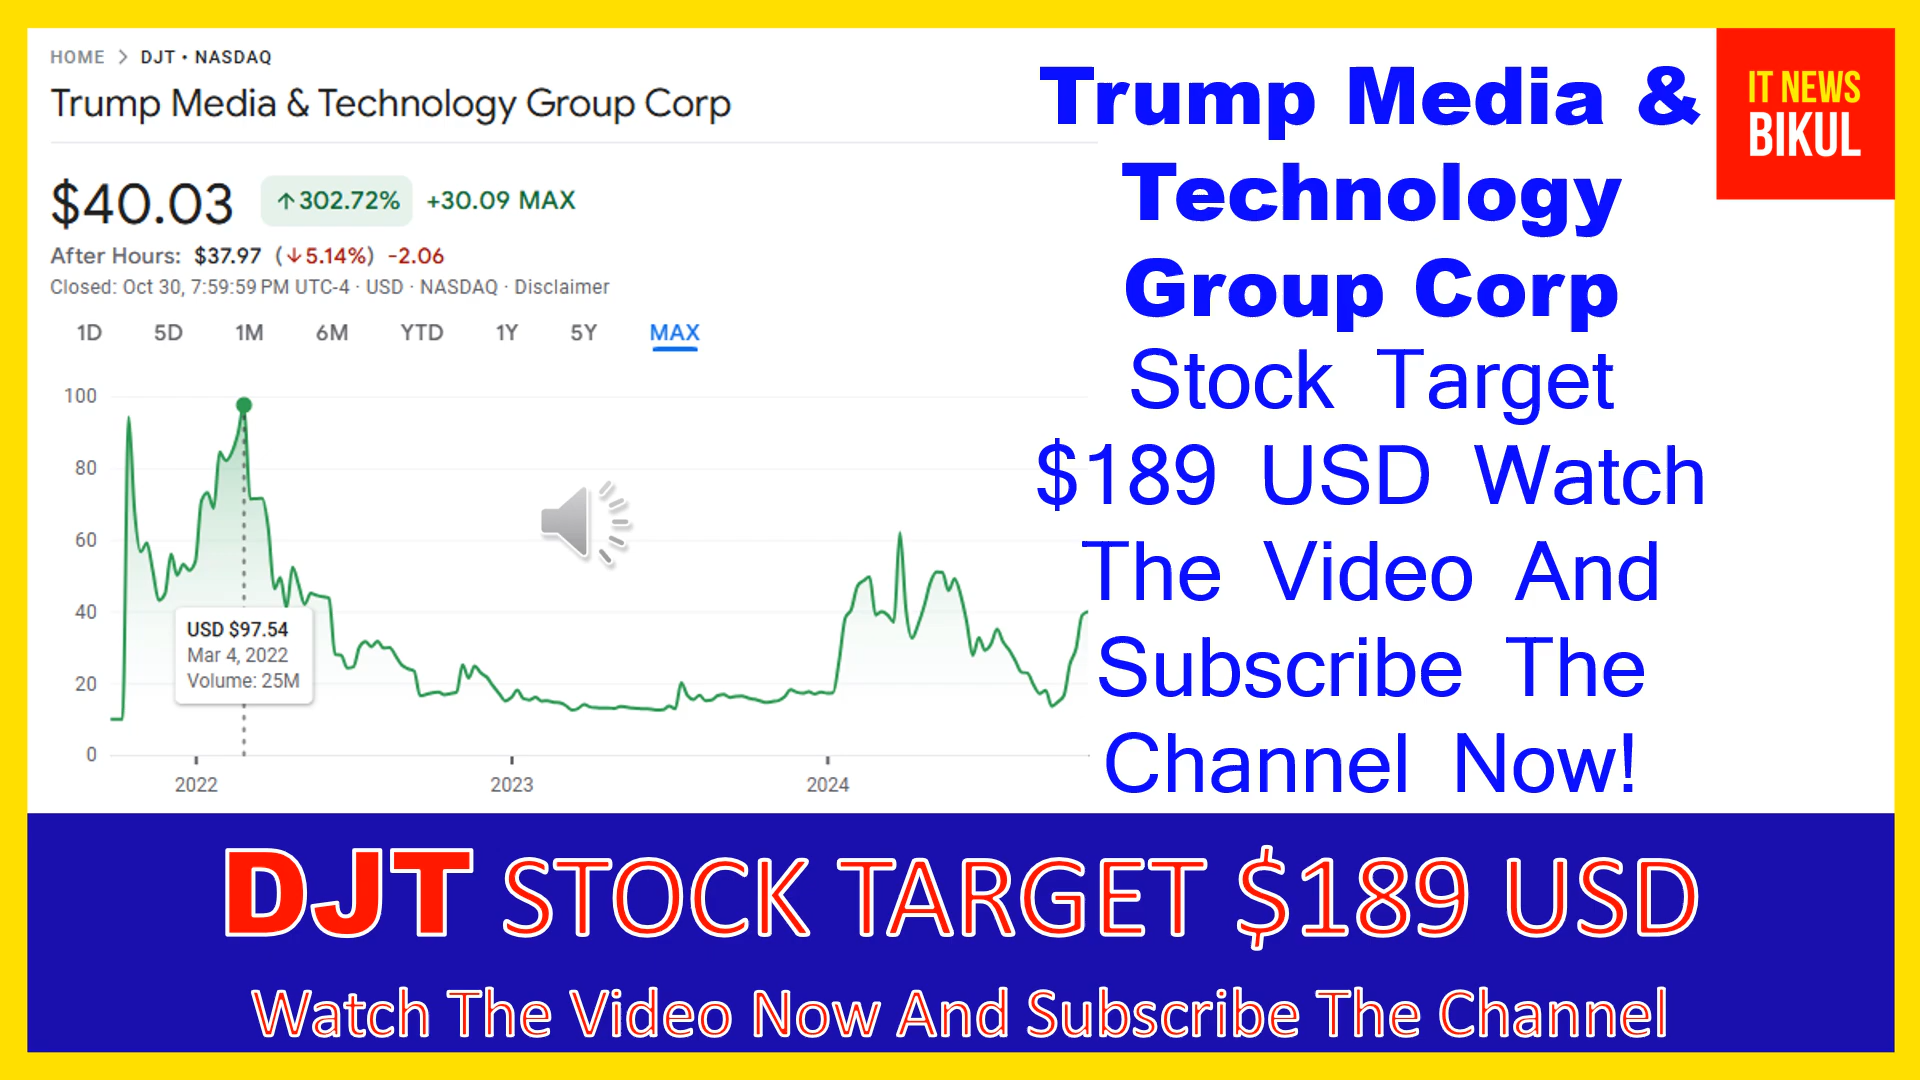 HOME > DJT • NASDAQ
Trump Media & Technology Group Corp
$40.03 ↑302.72% +30.09 MAX
After Hours: $37.97 (↓5.14%) -2.06
Closed: Oct 30, 7:59:59 PM UTC-4 · USD · NASDAQ · Disclaimer
1D 5D 1M 6M YTD 1Y 5Y MAX
100
80
60
40
20
0
USD $97.54
Mar 4, 2022
Volume: 25M
2022 2023 2024
Trump Media &
Technology
Group Corp
Stock Target
$189 USD Watch
The Video And
Subscribe The
Channel Now!
IT NEWS
BIKUL
DJT STOCK TARGET $189 USD
Watch The Video Now And Subscribe The Channel